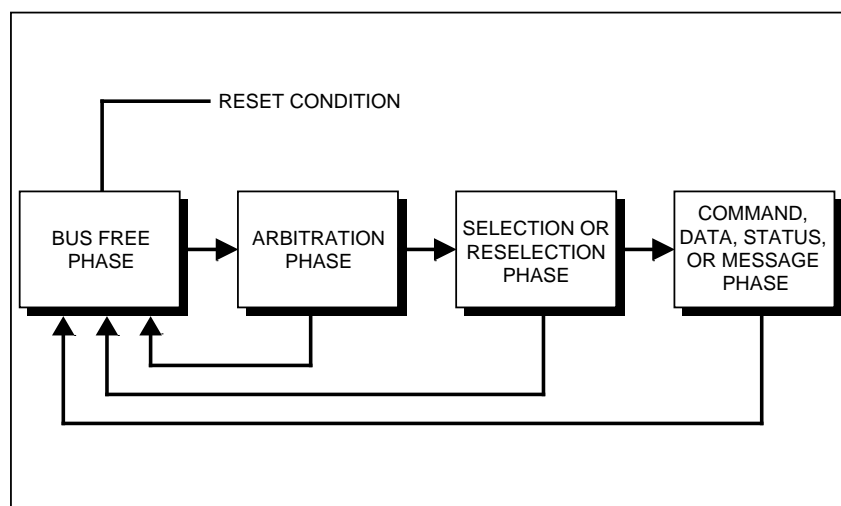 RESET CONDITION
BUS FREE
PHASE
ARBITRATION
PHASE
SELECTION OR
RESELECTION
PHASE
COMMAND,
DATA, STATUS,
OR MESSAGE
PHASE